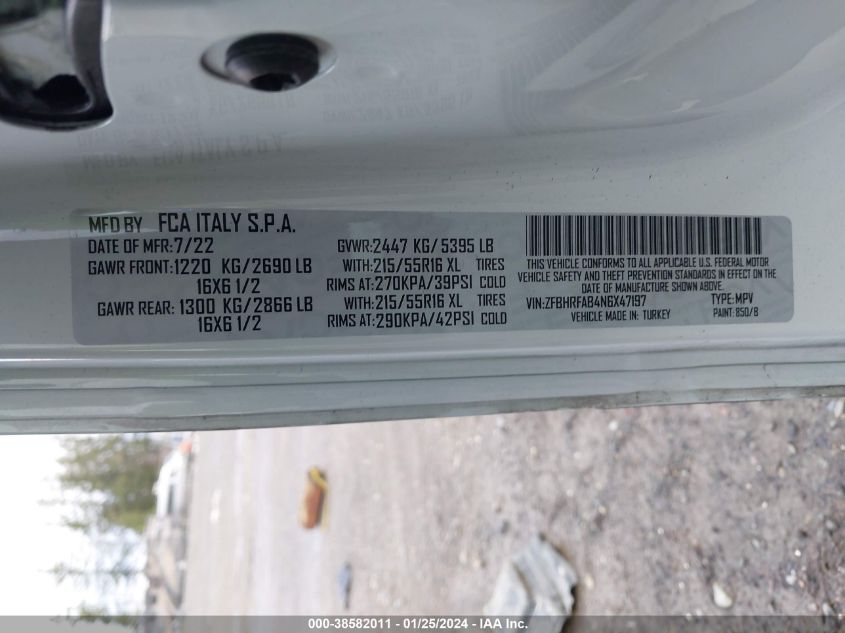 MFD BY FCA ITALY S.P.A.
DATE OF MFR: 7/22 GVWR: 2447 KG / 5395 LB
GAWR FRONT: 1220 KG / 2690 LB WITH: 215/55R16 XL TIRES
16X6 1/2 RIMS AT: 270KPA/39PSI COLD
GAWR REAR: 1300 KG / 2866 LB WITH: 215/55R16 XL TIRES
16X6 1/2 RIMS AT: 290KPA/42PSI COLD
THIS VEHICLE CONFORMS TO ALL APPLICABLE U.S. FEDERAL MOTOR
VEHICLE SAFETY AND THEFT PREVENTION STANDARDS IN EFFECT ON THE
DATE OF MANUFACTURE SHOWN ABOVE.
VIN: ZFBHRFAB4N6X47197 TYPE: MPV
VEHICLE MADE IN: TURKEY PAINT: 850/B
000-38582011 - 01/25/2024 - IAA Inc.